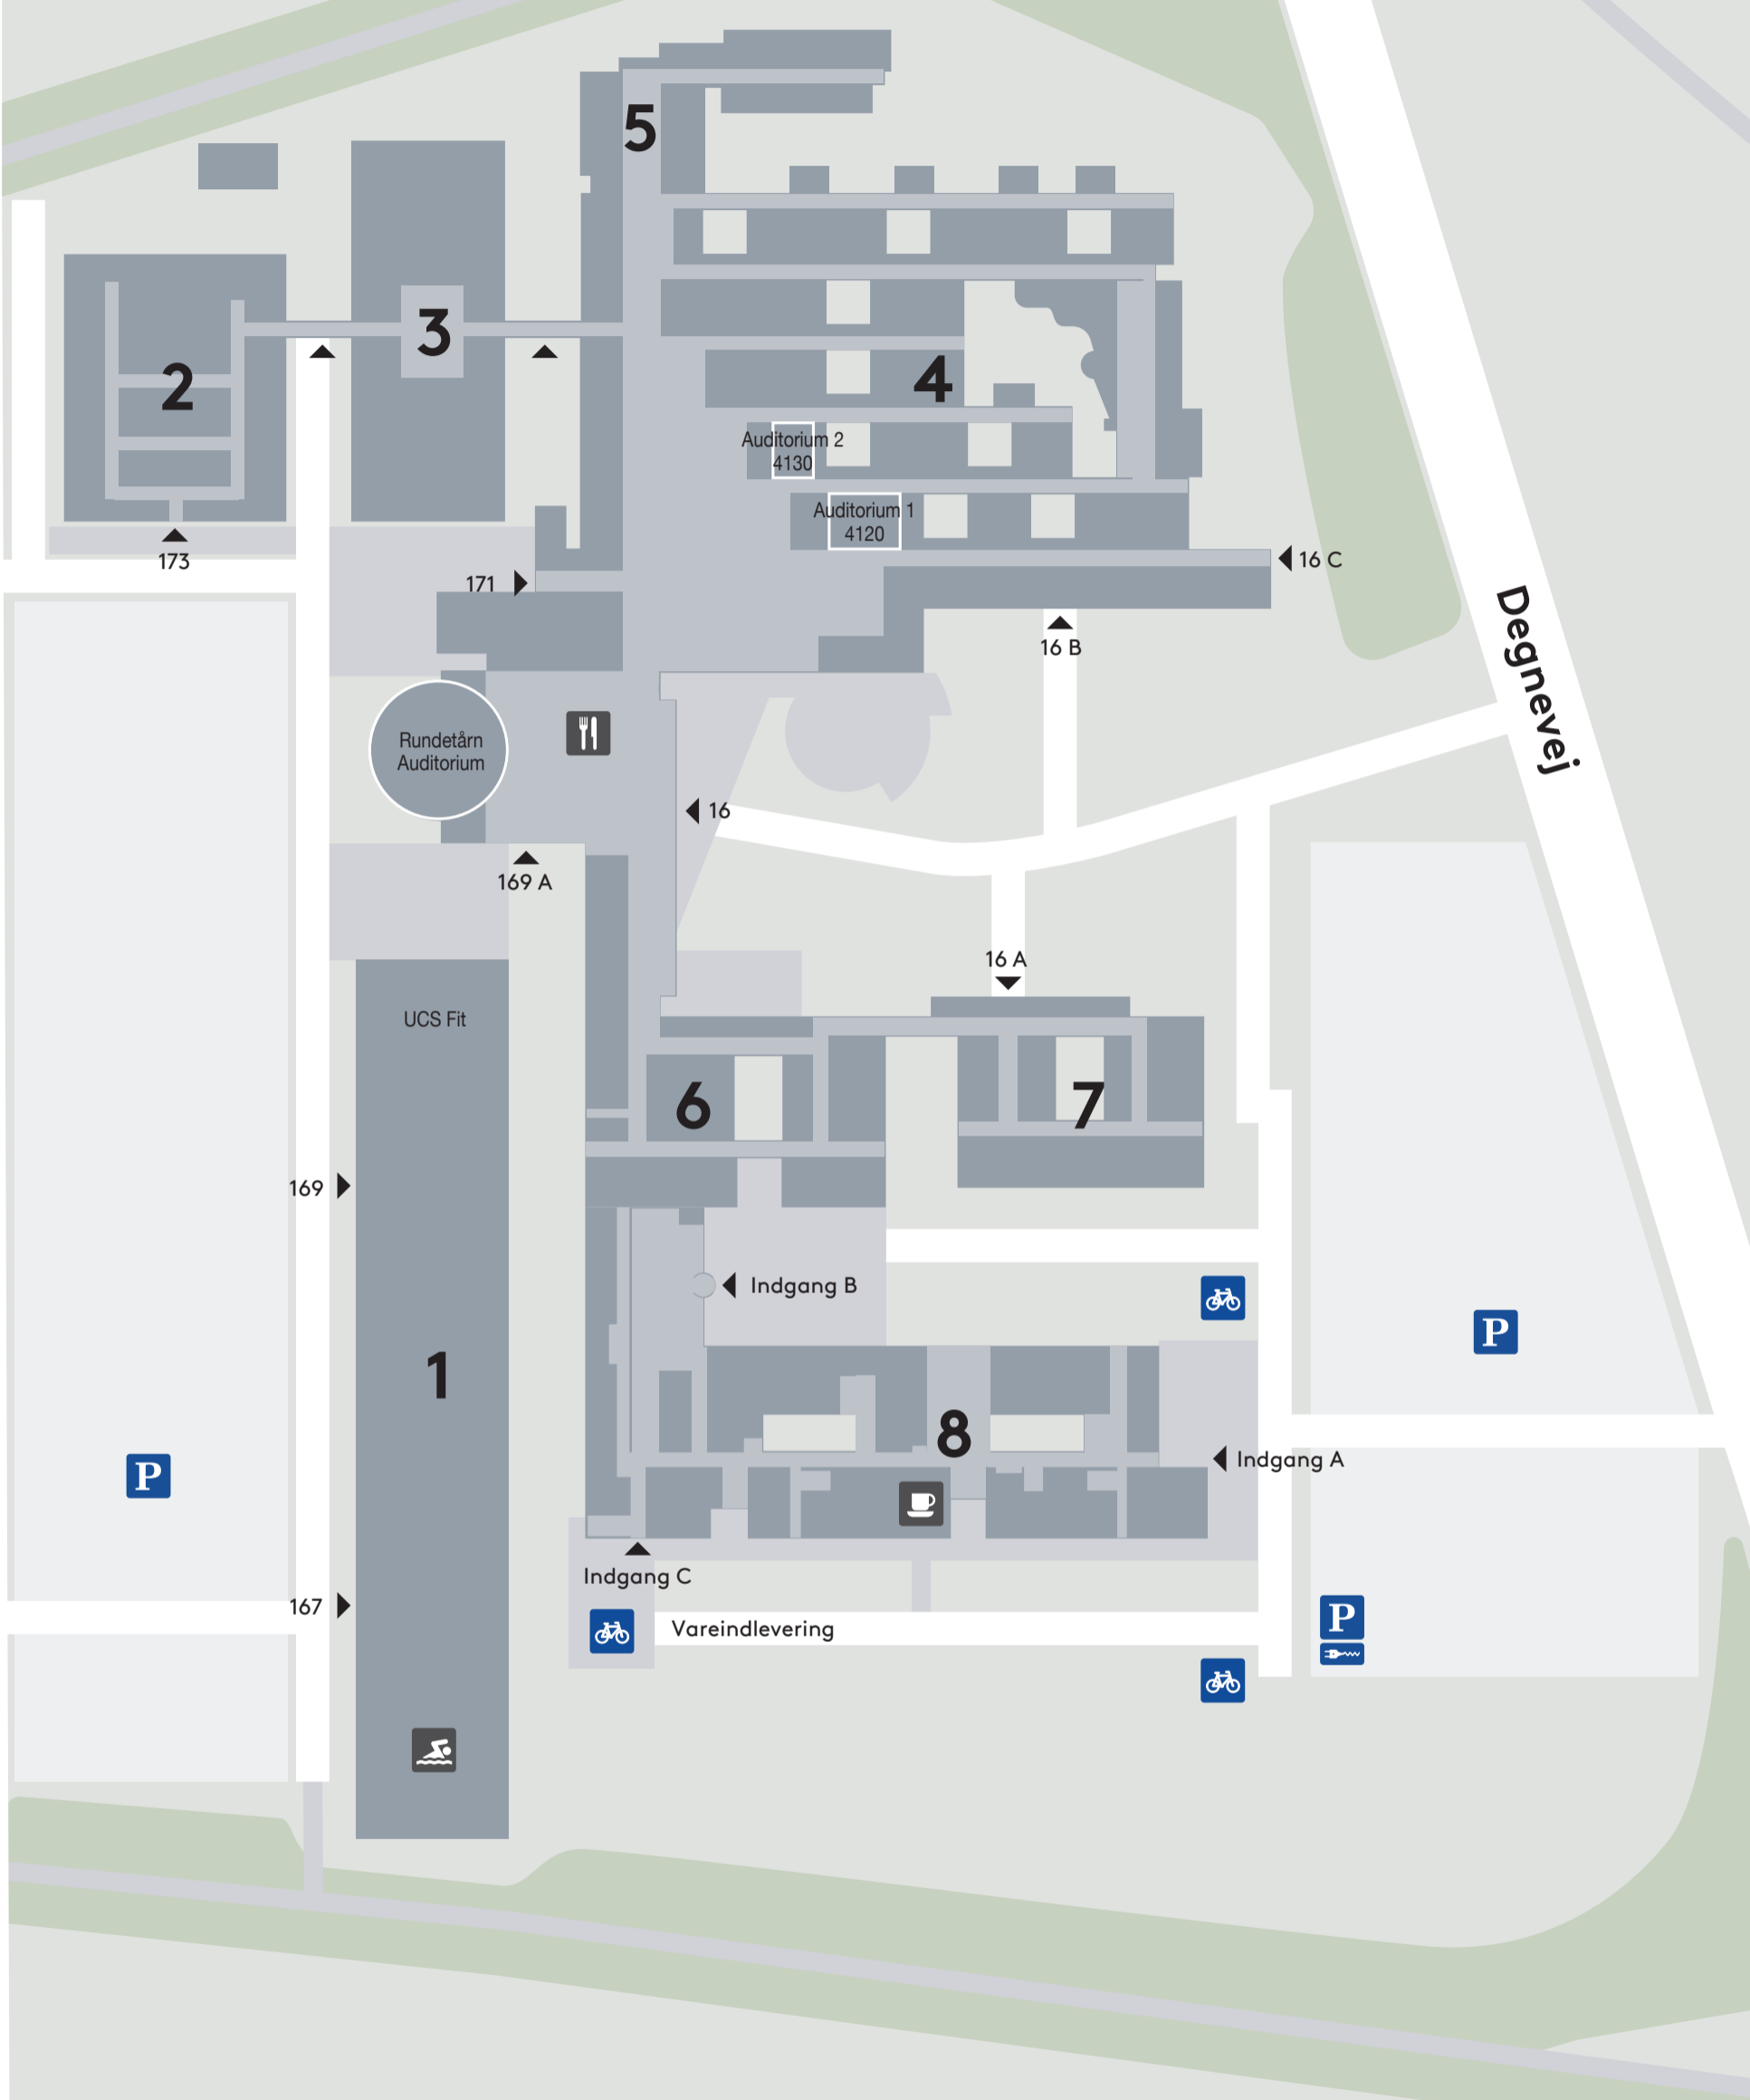 5
3
2
4
Auditorium 2
4130
Auditorium 1
4120
173
171
16 C
16 B
Degnevej
Rundetårn
Auditorium
16
169 A
16 A
UCS Fit
6
7
169
Indgang B
P
1
8
Indgang A
P
Indgang C
167
Vareindlevering
P